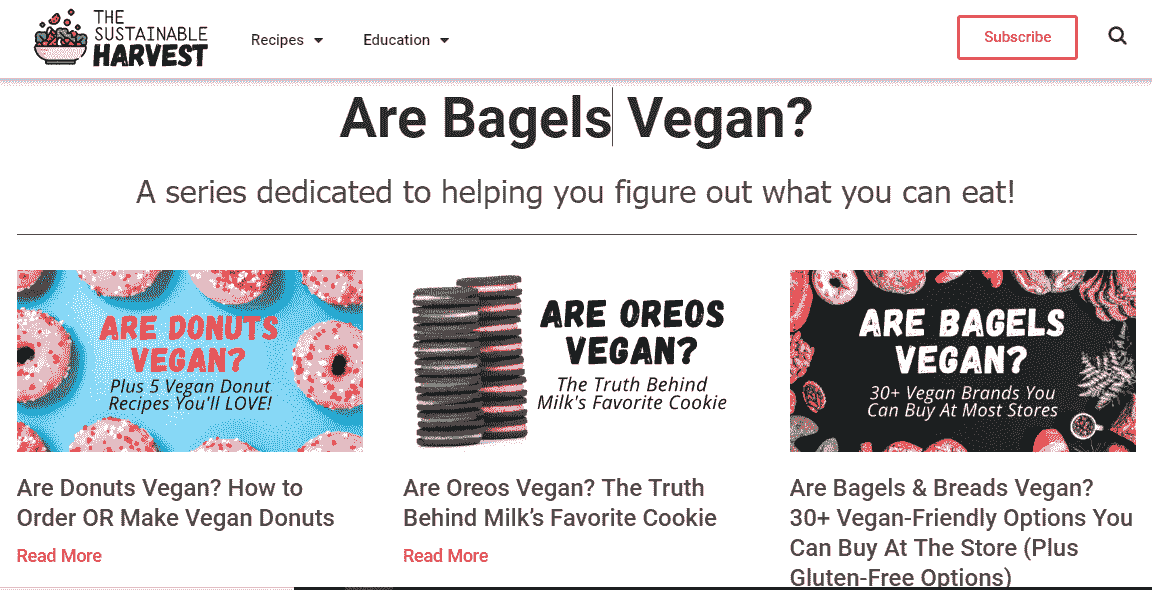 THE
SUSTAINABLE
HARVEST
Recipes
Education
Subscribe
Are Bagels Vegan?
A series dedicated to helping you figure out what you can eat!
ARE DONUTS
VEGAN?
Plus 5 Vegan Donut
Recipes You'll LOVE!
ARE OREOS
VEGAN?
The Truth Behind
Milk's Favorite Cookie
ARE BAGELS
VEGAN?
30+ Vegan Brands You
Can Buy At Most Stores
Are Donuts Vegan? How to
Order OR Make Vegan Donuts
Read More
Are Oreos Vegan? The Truth
Behind Milk’s Favorite Cookie
Read More
Are Bagels & Breads Vegan?
30+ Vegan-Friendly Options You
Can Buy At The Store (Plus
Gluten-Free Options)